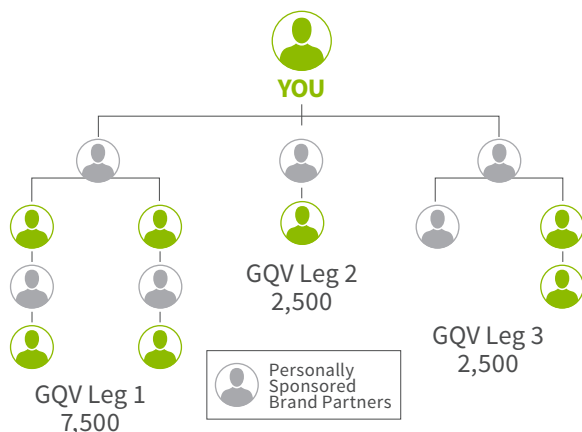 YOU
GQV Leg 1
7,500
GQV Leg 2
2,500
GQV Leg 3
2,500
Personally
Sponsored
Brand Partners